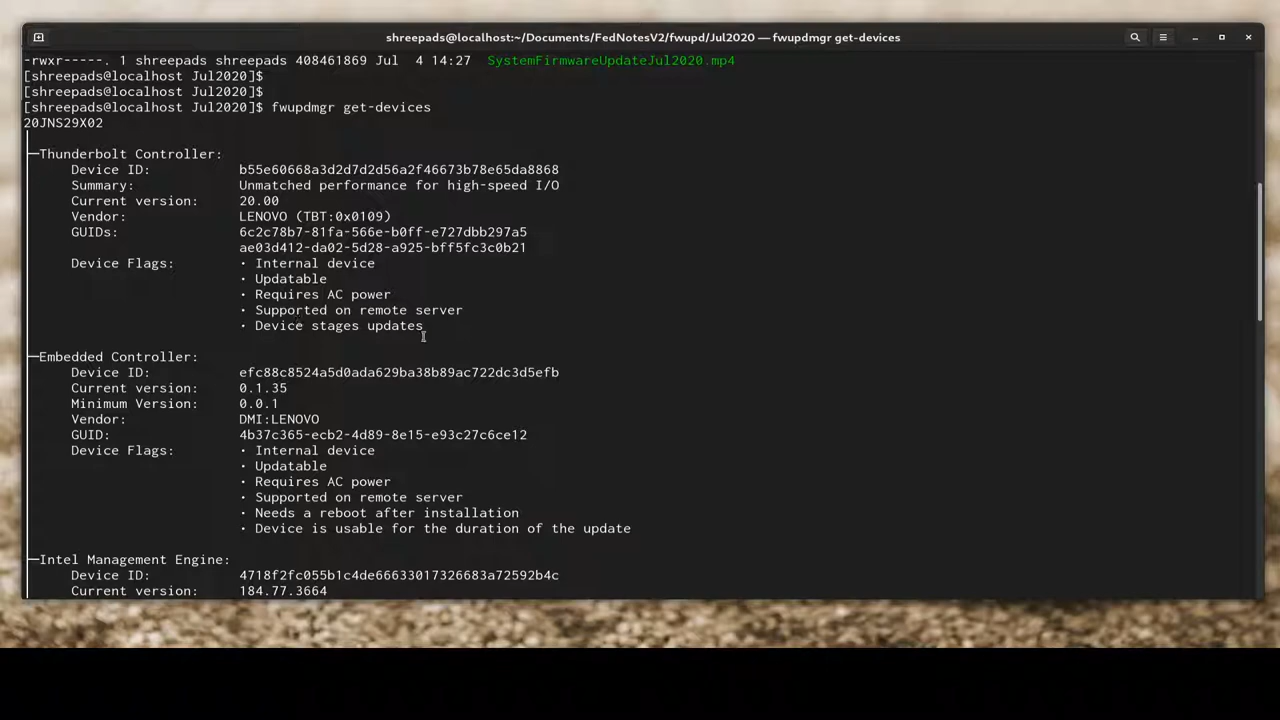 shreepads@localhost:~/Documents/FedNotesV2/fwupd/Jul2020 — fwupdmgr get-devices
-rwxr-----. 1 shreepads shreepads 408461869 Jul  4 14:27  SystemFirmwareUpdateJul2020.mp4
[shreepads@localhost Jul2020]$
[shreepads@localhost Jul2020]$
[shreepads@localhost Jul2020]$ fwupdmgr get-devices
20JNS29X02
Thunderbolt Controller:
Device ID: b55e60668a3d2d7d2d56a2f46673b78e65da8868
Summary: Unmatched performance for high-speed I/O
Current version: 20.00
Vendor: LENOVO (TBT:0x0109)
GUIDs: 6c2c78b7-81fa-566e-b0ff-e727dbb297a5
ae03d412-da02-5d28-a925-bff5fc3c0b21
Device Flags: • Internal device
• Updatable
• Requires AC power
• Supported on remote server
• Device stages updates
Embedded Controller:
Device ID: efc88c8524a5d0ada629ba38b89ac722dc3d5efb
Current version: 0.1.35
Minimum Version: 0.0.1
Vendor: DMI:LENOVO
GUID: 4b37c365-ecb2-4d89-8e15-e93c27c6ce12
Device Flags: • Internal device
• Updatable
• Requires AC power
• Supported on remote server
• Needs a reboot after installation
• Device is usable for the duration of the update
Intel Management Engine:
Device ID: 4718f2fc055b1c4de66633017326683a72592b4c
Current version: 184.77.3664